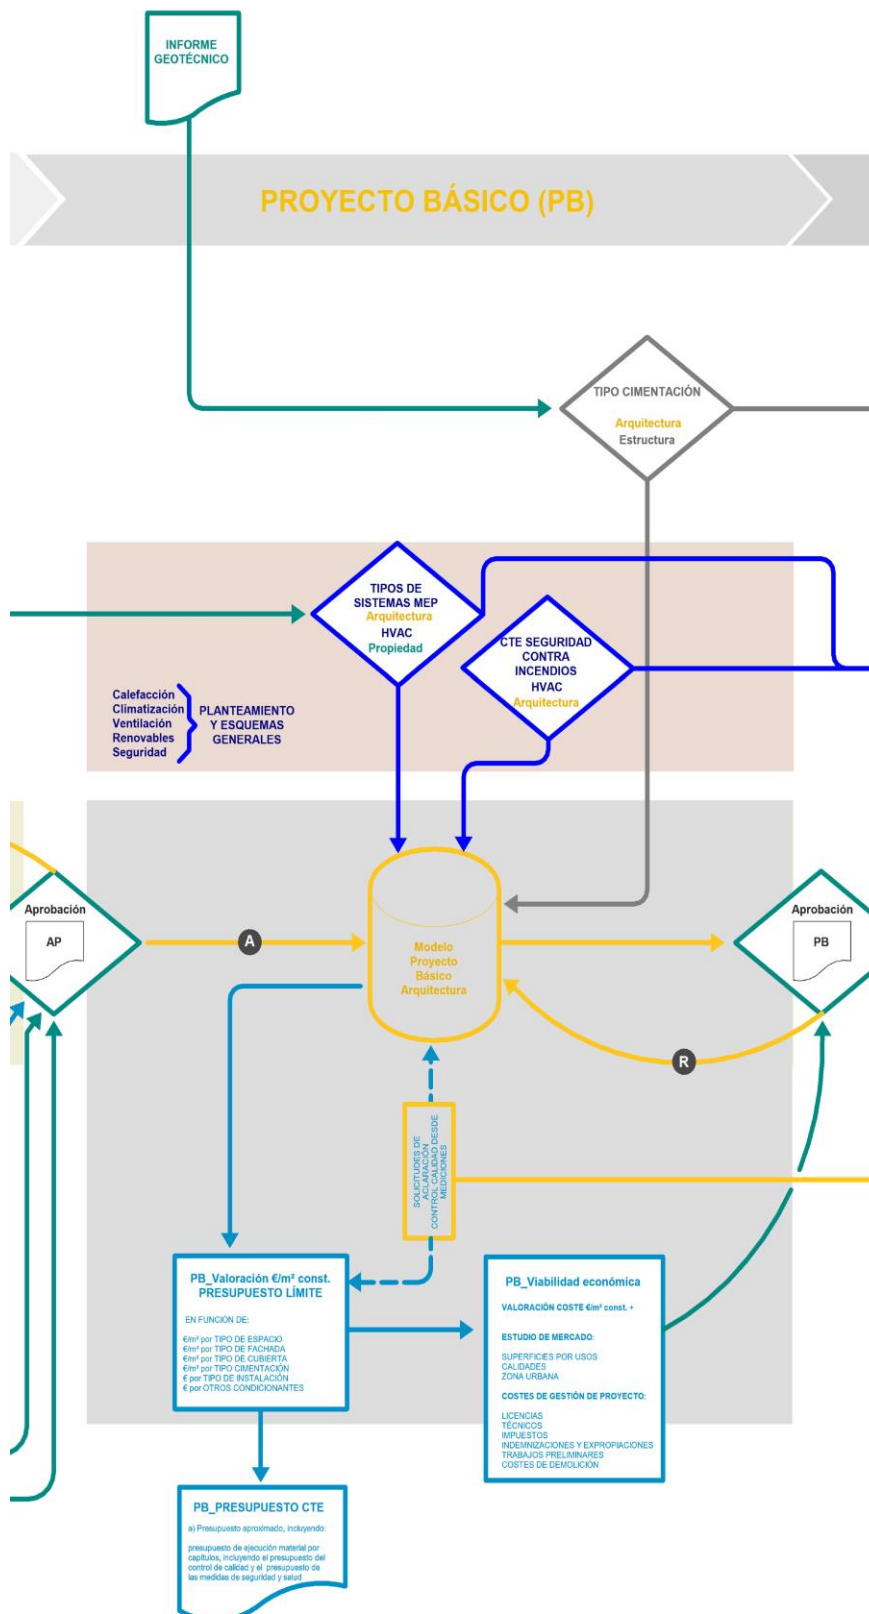 INFORME
GEOTÉCNICO
PROYECTO BÁSICO (PB)
TIPO CIMENTACIÓN
Arquitectura
Estructura
TIPOS DE
SISTEMAS MEP
Arquitectura
HVAC
Propiedad
CTE SEGURIDAD
CONTRA
INCENDIOS
HVAC
Arquitectura
Calefacción
Climatización
Ventilación
Renovables
Seguridad
PLANTEAMIENTO
Y ESQUEMAS
GENERALES
Aprobación
AP
A
Modelo
Proyecto
Básico
Arquitectura
Aprobación
PB
R
SOLICITUDES DE
ACLARACIÓN
CONTROL CALIDAD DESDE
MEDICIONES
PB_Valoración €/m² const.
PRESUPUESTO LÍMITE
EN FUNCIÓN DE:
€/m² por TIPO DE ESPACIO
€/m² por TIPO DE FACHADA
€/m² por TIPO DE CUBIERTA
€/m² por TIPO CIMENTACIÓN
€ por TIPO DE INSTALACIÓN
€ por OTROS CONDICIONANTES
PB_Viabilidad económica
VALORACIÓN COSTE €/m² const. +
ESTUDIO DE MERCADO:
SUPERFICIES POR USOS
CALIDADES
ZONA URBANA
COSTES DE GESTIÓN DE PROYECTO:
LICENCIAS
TÉCNICOS
IMPUESTOS
INDEMNIZACIONES Y EXPROPIACIONES
TRABAJOS PRELIMINARES
COSTES DE DEMOLICIÓN
PB_PRESUPUESTO CTE
a) Presupuesto aproximado, incluyendo:
presupuesto de ejecución material por
capítulos, incluyendo el presupuesto del
control de calidad y el presupuesto de
las medidas de seguridad y salud